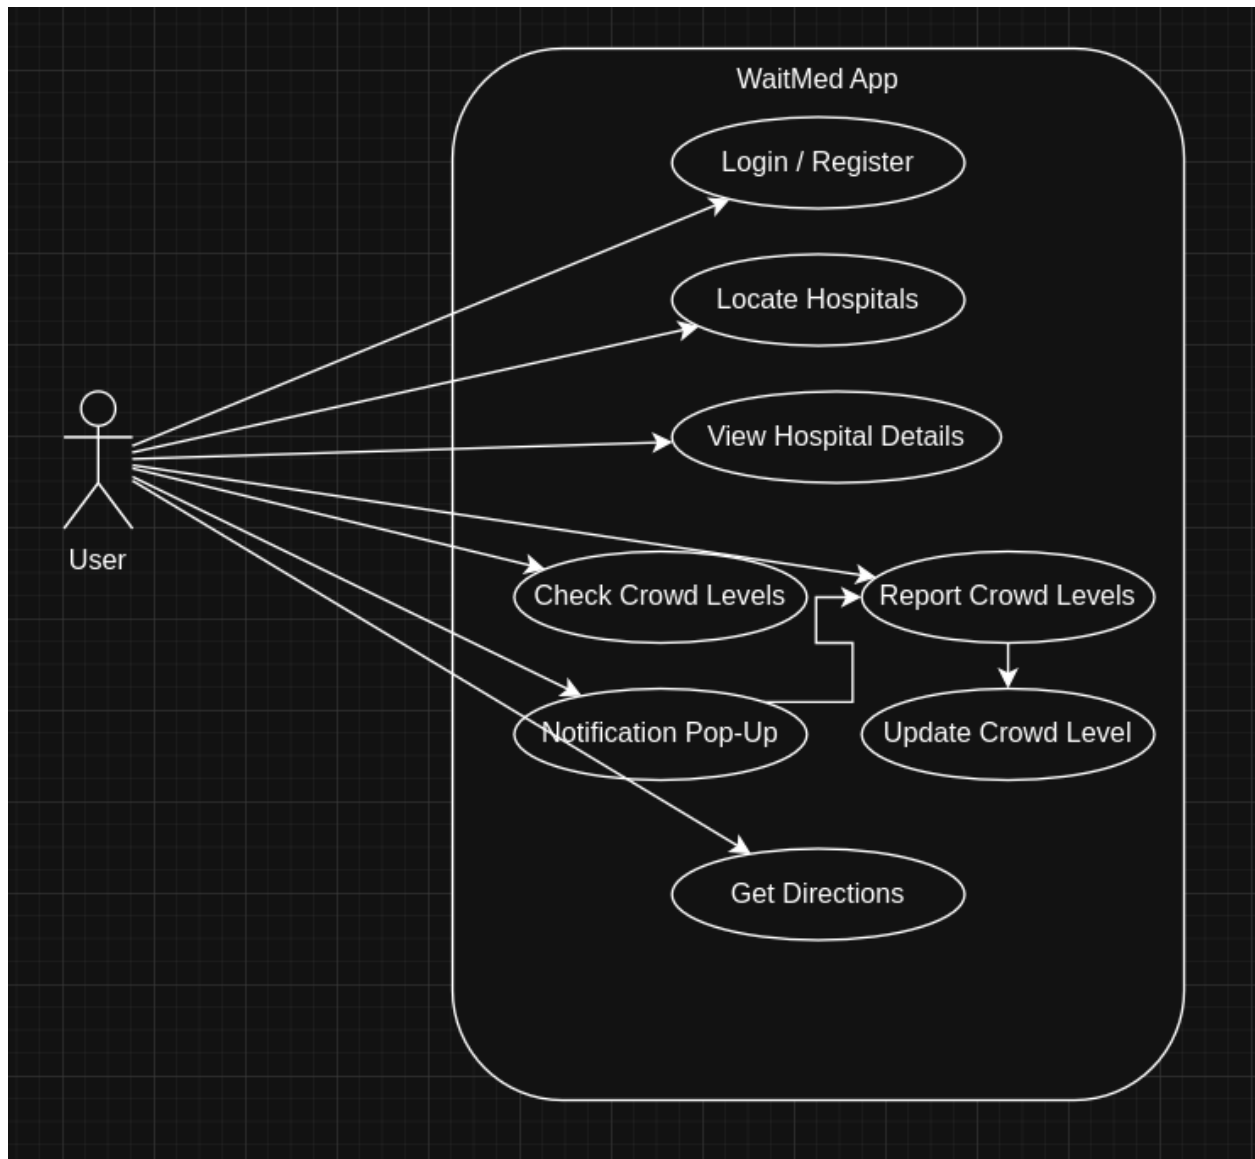 WaitMed App
Login / Register
Locate Hospitals
View Hospital Details
User
Check Crowd Levels
Report Crowd Levels
Notification Pop-Up
Update Crowd Level
Get Directions